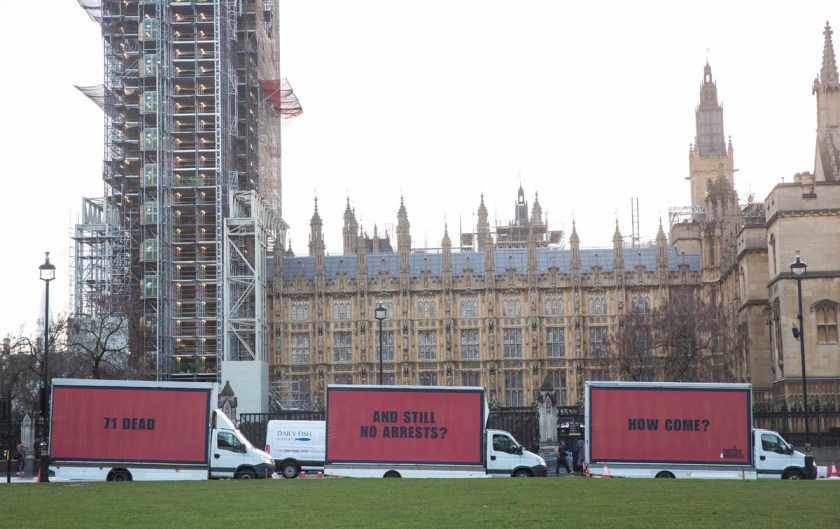 71 DEAD
DAILY FISH
AND STILL
NO ARRESTS?
HOW COME?